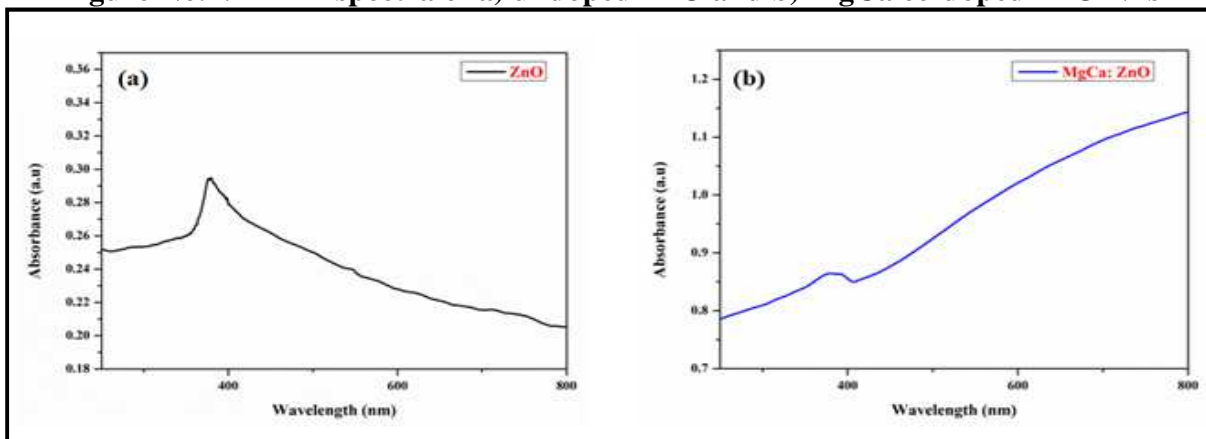 (a)
ZnO
0.36
0.34
0.32
0.30
0.28
0.26
0.24
0.22
0.20
0.18
Absorbance (a.u)
400
600
800
Wavelength (nm)
(b)
MgCa: ZnO
1.2
1.1
1.0
0.9
0.8
0.7
Absorbance (a.u)
400
600
800
Wavelength (nm)